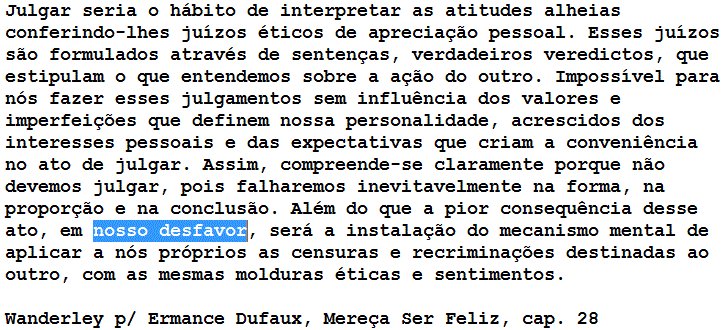 Julgar seria o hábito de interpretar as atitudes alheias
conferindo-lhes juízos éticos de apreciação pessoal. Esses juízos
são formulados através de sentenças, verdadeiros veredictos, que
estipulam o que entendemos sobre a ação do outro. Impossível para
nós fazer esses julgamentos sem influência dos valores e
imperfeições que definem nossa personalidade, acrescidos dos
interesses pessoais e das expectativas que criam a conveniência
no ato de julgar. Assim, compreende-se claramente porque não
devemos julgar, pois falharemos inevitavelmente na forma, na
proporção e na conclusão. Além do que a pior consequência desse
ato, em nosso desfavor, será a instalação do mecanismo mental de
aplicar a nós próprios as censuras e recriminações destinadas ao
outro, com as mesmas molduras éticas e sentimentos.
Wanderley p/ Ermance Dufaux, Mereça Ser Feliz, cap. 28